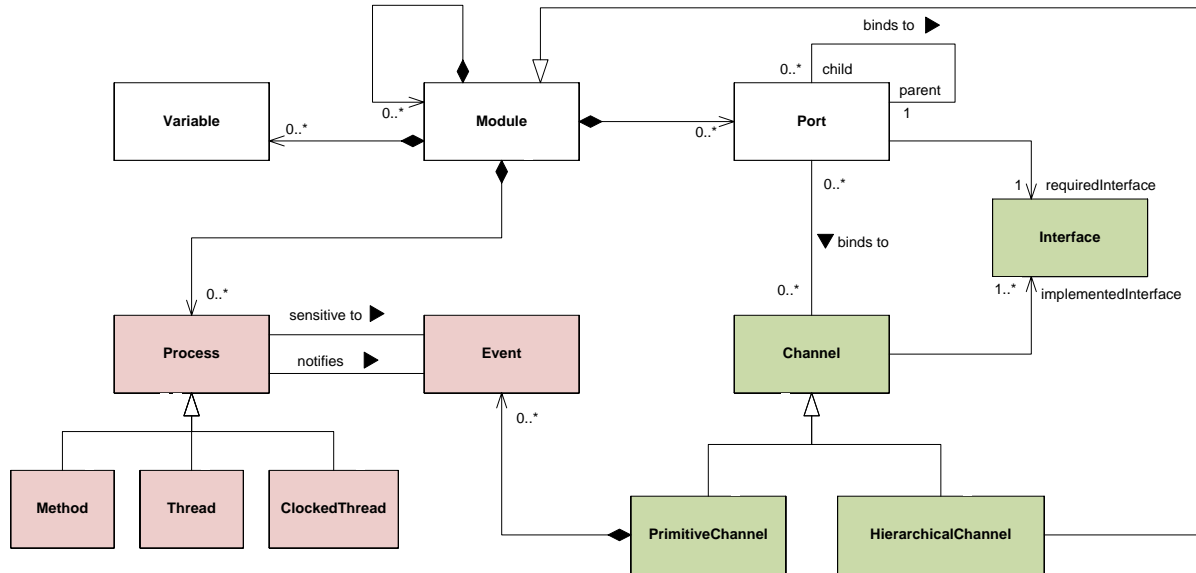 binds to
0..*
child
parent
1
0..*
Variable
0..*
Module
0..*
Port
0..*
1
requiredInterface
binds to
Interface
0..*
0..*
1..*
implementedInterface
sensitive to
Process
Event
Channel
notifies
0..*
Method
Thread
ClockedThread
PrimitiveChannel
HierarchicalChannel